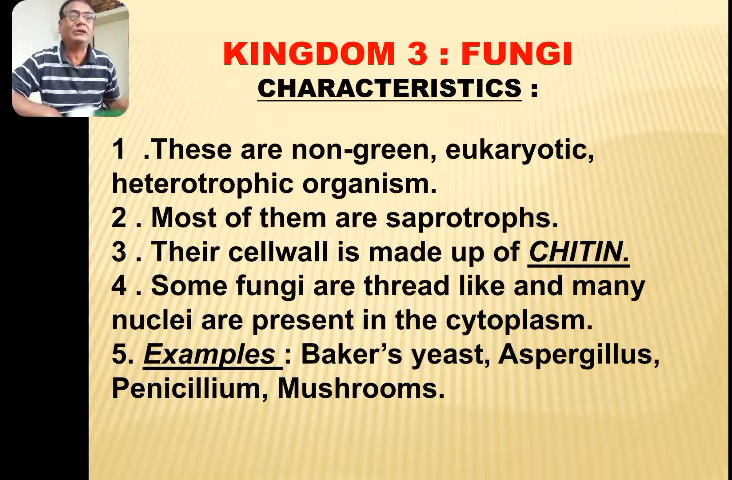 KINGDOM 3 : FUNGI
CHARACTERISTICS :
1 .These are non-green, eukaryotic,
heterotrophic organism.
2 . Most of them are saprotrophs.
3 . Their cellwall is made up of CHITIN.
4 . Some fungi are thread like and many
nuclei are present in the cytoplasm.
5. Examples : Baker’s yeast, Aspergillus,
Penicillium, Mushrooms.